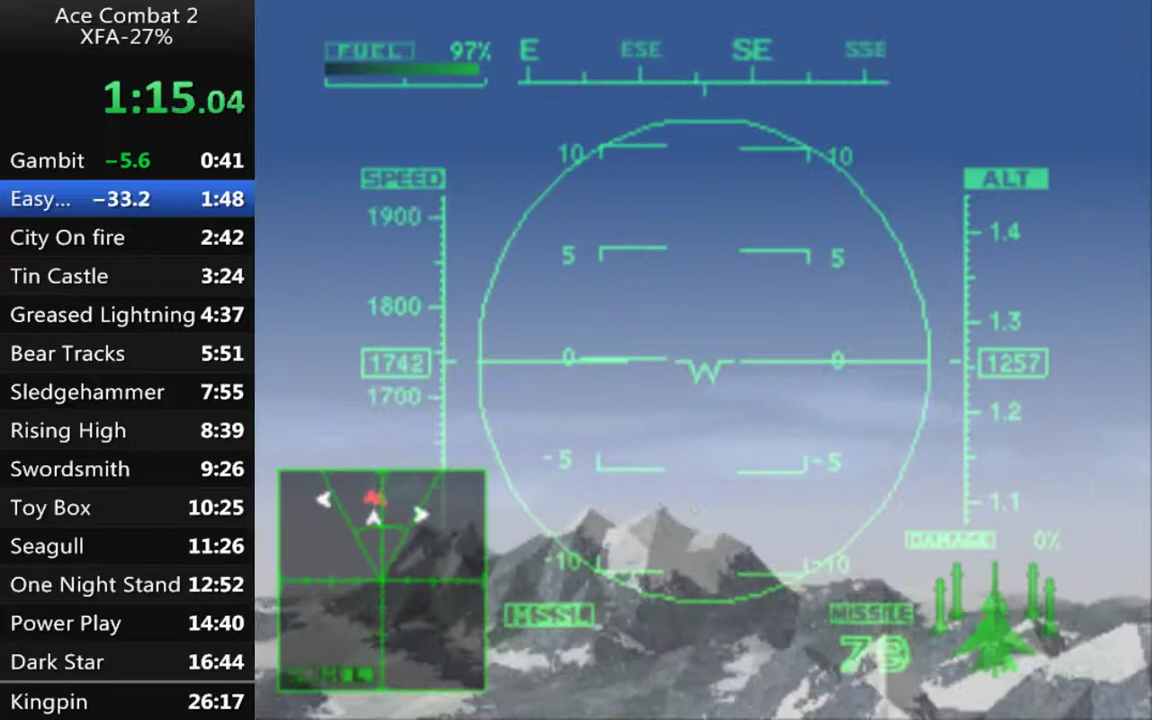 Ace Combat 2
XFA-27%
1:15.04
Gambit -5.6 0:41
Easy... -33.2 1:48
City On fire 2:42
Tin Castle 3:24
Greased Lightning 4:37
Bear Tracks 5:51
Sledgehammer 7:55
Rising High 8:39
Swordsmith 9:26
Toy Box 10:25
Seagull 11:26
One Night Stand 12:52
Power Play 14:40
Dark Star 16:44
Kingpin 26:17
FUEL 97%
E ESE SE SSE
10 10
SPEED ALT
1900 1.4
5 5
1800 1.3
1742 0 0 1257
1700 1.2
-5 -5
1.1
DAMAGE 0%
-10 -10
MSSL MISSILE